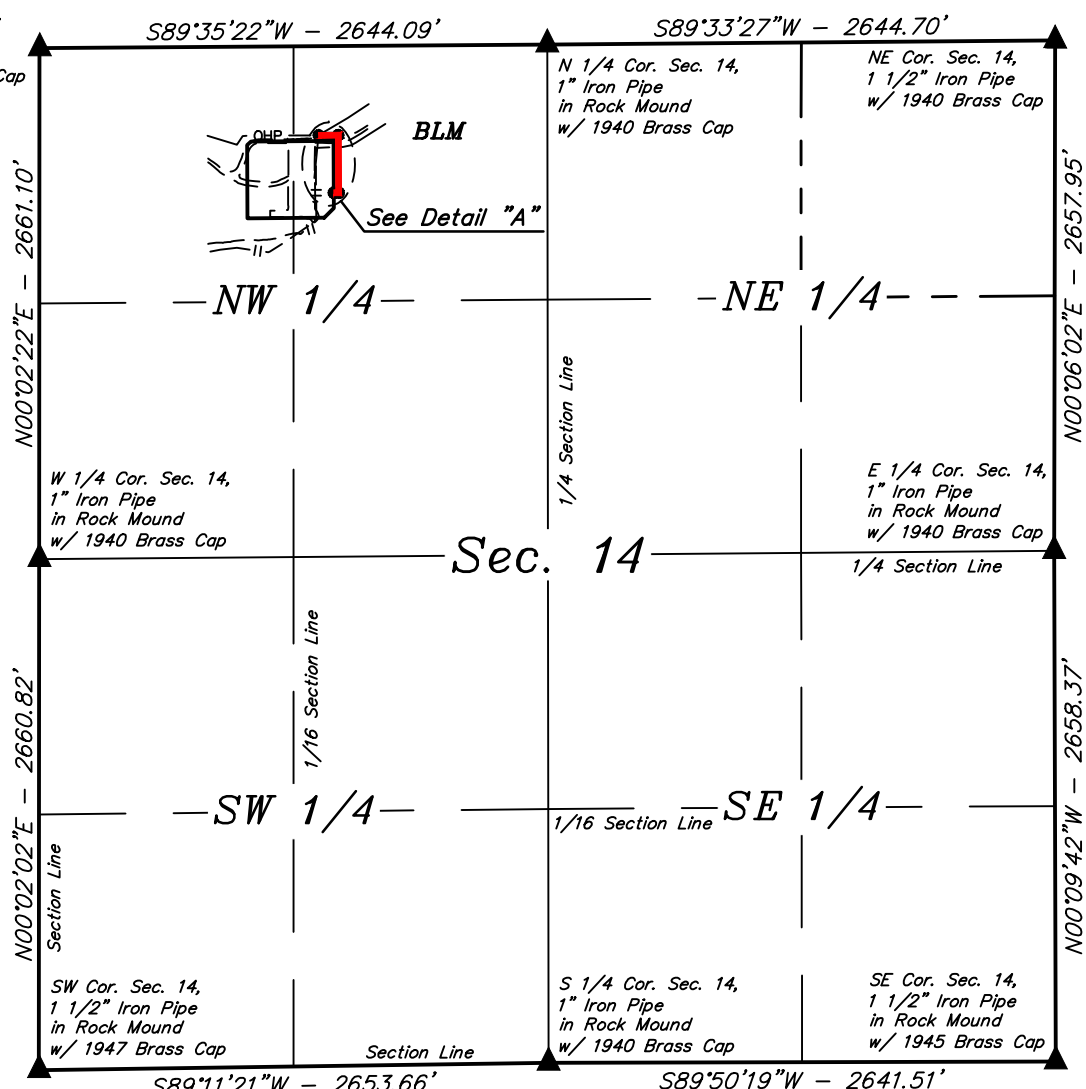 S89°35'22"W - 2644.09'
S89°33'27"W - 2644.70'
Cap
N 1/4 Cor. Sec. 14,
1" Iron Pipe
in Rock Mound
w/ 1940 Brass Cap
NE Cor. Sec. 14,
1 1/2" Iron Pipe
w/ 1940 Brass Cap
OHP
BLM
See Detail "A"
N00°02'22"E - 2661.10'
N00°06'02"E - 2657.95'
NW 1/4
NE 1/4
1/4 Section Line
W 1/4 Cor. Sec. 14,
1" Iron Pipe
in Rock Mound
w/ 1940 Brass Cap
E 1/4 Cor. Sec. 14,
1" Iron Pipe
in Rock Mound
w/ 1940 Brass Cap
Sec. 14
1/4 Section Line
1/16 Section Line
N00°02'02"E - 2660.82'
N00°09'42"W - 2658.37'
SW 1/4
SE 1/4
1/16 Section Line
Section Line
SW Cor. Sec. 14,
1 1/2" Iron Pipe
in Rock Mound
w/ 1947 Brass Cap
Section Line
S 1/4 Cor. Sec. 14,
1" Iron Pipe
in Rock Mound
w/ 1940 Brass Cap
SE Cor. Sec. 14,
1 1/2" Iron Pipe
in Rock Mound
w/ 1945 Brass Cap
S89°11'21"W - 2653.66'
S89°50'19"W - 2641.51'